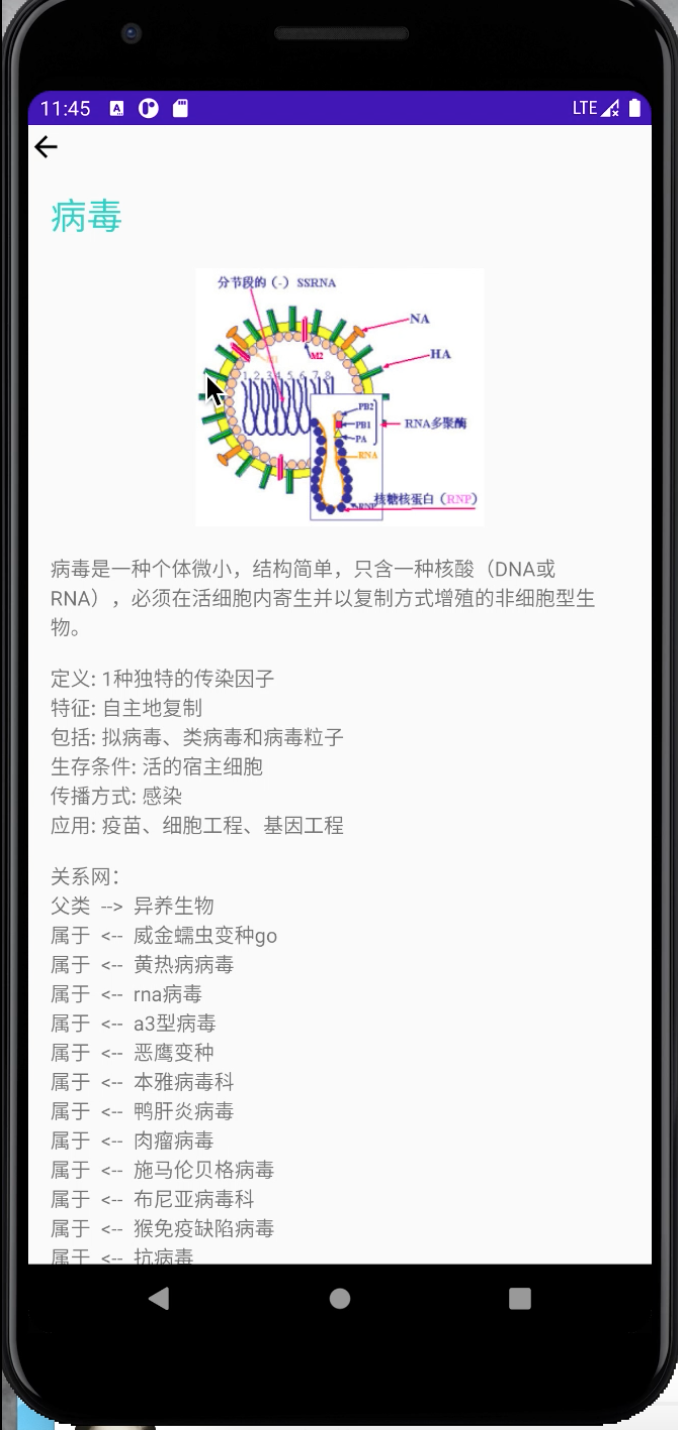 11:45
LTE
病毒
分节段的（-）SSRNA
NA
M2
HA
1 2 3 4 5 6 7 8
PB2
PB1
RNA多聚酶
PA
RNA
RNP
核糖核蛋白（RNP）
病毒是一种个体微小，结构简单，只含一种核酸（DNA或
RNA），必须在活细胞内寄生并以复制方式增殖的非细胞型生
物。
定义: 1种独特的传染因子
特征: 自主地复制
包括: 拟病毒、类病毒和病毒粒子
生存条件: 活的宿主细胞
传播方式: 感染
应用: 疫苗、细胞工程、基因工程
关系网：
父类 --> 异养生物
属于 <-- 威金蠕虫变种go
属于 <-- 黄热病病毒
属于 <-- rna病毒
属于 <-- a3型病毒
属于 <-- 恶鹰变种
属于 <-- 本雅病毒科
属于 <-- 鸭肝炎病毒
属于 <-- 肉瘤病毒
属于 <-- 施马伦贝格病毒
属于 <-- 布尼亚病毒科
属于 <-- 猴免疫缺陷病毒
属于 <-- 抗病毒